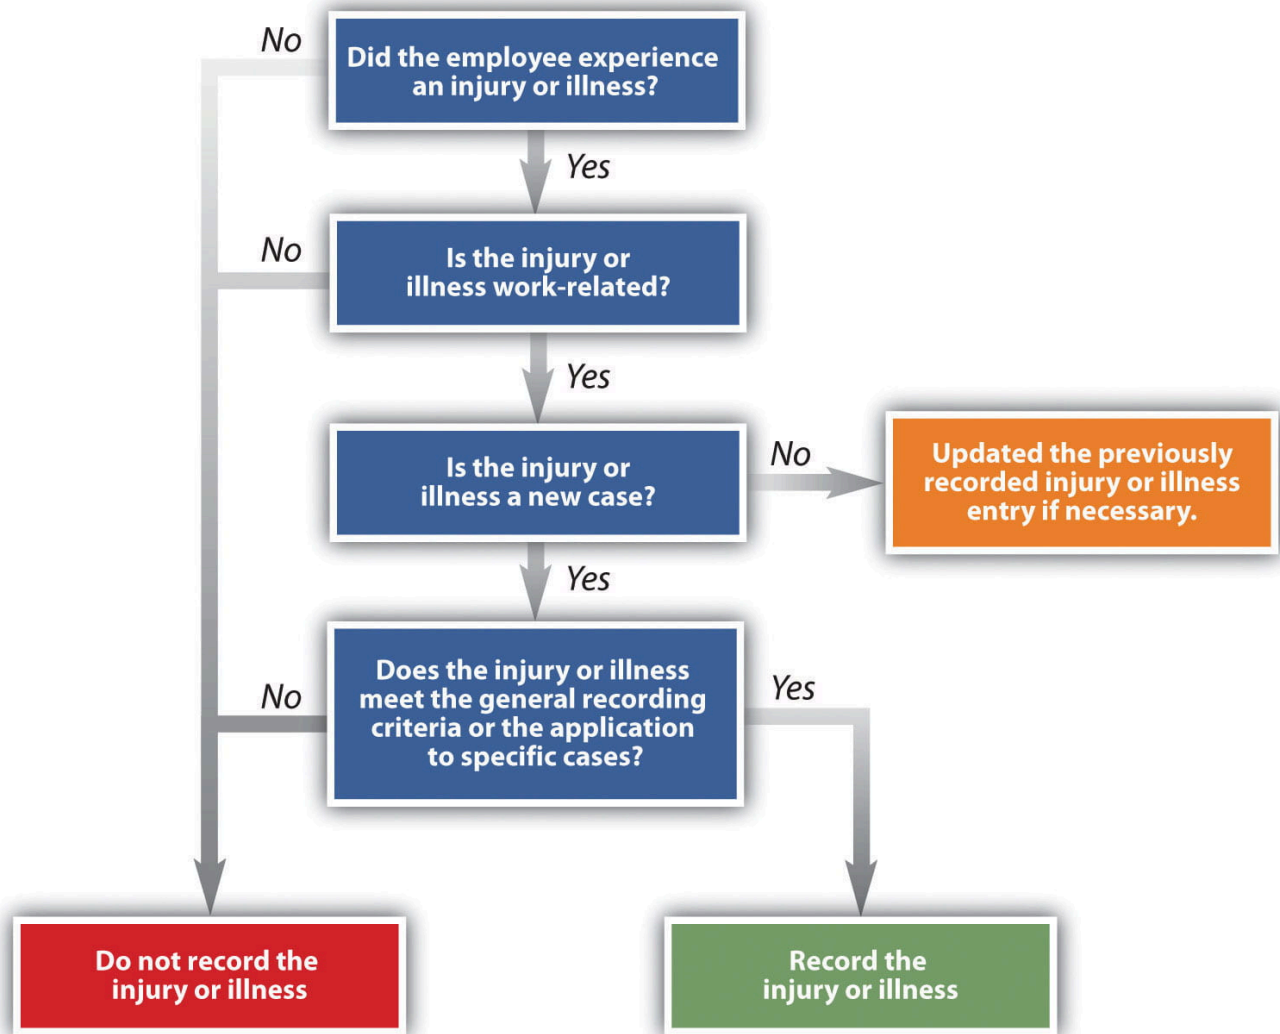 No
Did the employee experience
an injury or illness?
Yes
No
Is the injury or
illness work-related?
Yes
Is the injury or
illness a new case?
No
Updated the previously
recorded injury or illness
entry if necessary.
Yes
No
Does the injury or illness
meet the general recording
criteria or the application
to specific cases?
Yes
Do not record the
injury or illness
Record the
injury or illness